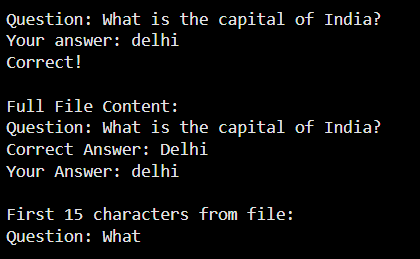 Question: What is the capital of India?
Your answer: delhi
Correct!
Full File Content:
Question: What is the capital of India?
Correct Answer: Delhi
Your Answer: delhi
First 15 characters from file:
Question: What